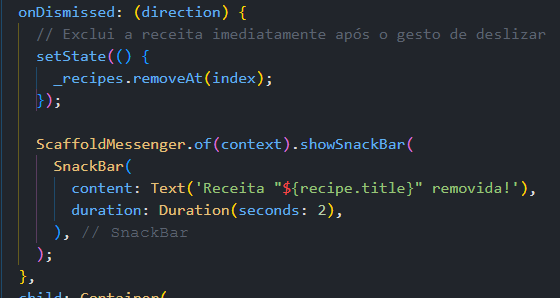 onDismissed: (direction) {
// Exclui a receita imediatamente após o gesto de deslizar
setState(() {
_recipes.removeAt(index);
});
ScaffoldMessenger.of(context).showSnackBar(
SnackBar(
content: Text('Receita "${recipe.title}" removida!'),
duration: Duration(seconds: 2),
), // SnackBar
);
},
child: Container(